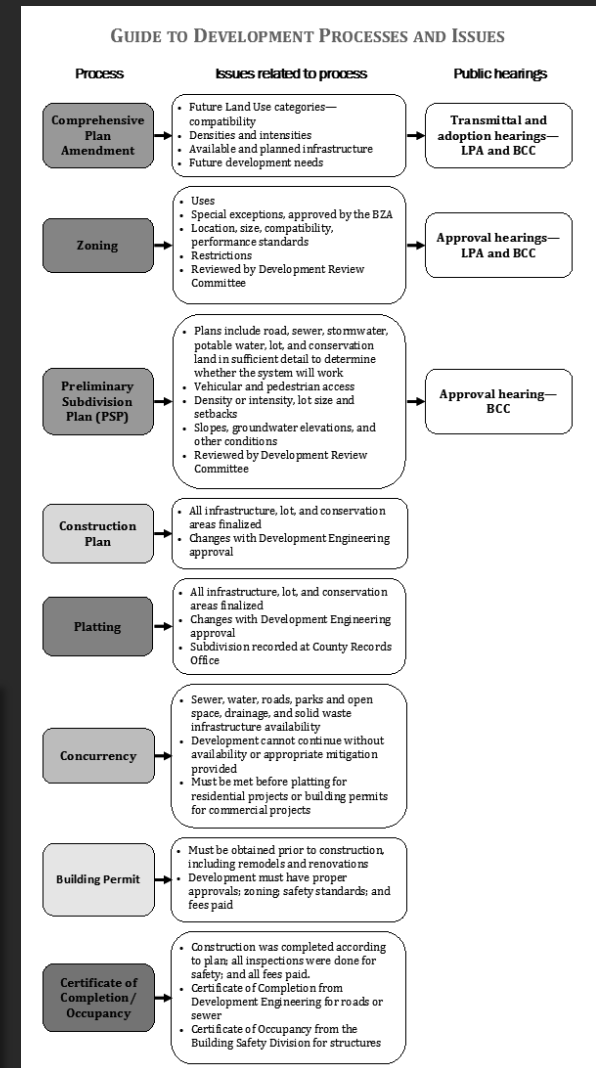 GUIDE TO DEVELOPMENT PROCESSES AND ISSUES
Process
Issues related to process
Public hearings
Comprehensive
Plan
Amendment
• Future Land Use categories—
compatibility
• Densities and intensities
• Available and planned infrastructure
• Future development needs
Transmittal and
adoption hearings—
LPA and BCC
Zoning
• Uses
• Special exceptions, approved by the BZA
• Location, size, compatibility,
performance standards
• Restrictions
• Reviewed by Development Review
Committee
Approval hearings—
LPA and BCC
Preliminary
Subdivision
Plan (PSP)
• Plans include road, sewer, stormwater,
potable water, lot, and conservation
land in sufficient detail to determine
whether the system will work
• Vehicular and pedestrian access
• Density or intensity, lot size and
setbacks
• Slopes, groundwater elevations, and
other conditions
• Reviewed by Development Review
Committee
Approval hearing—
BCC
Construction
Plan
• All infrastructure, lot, and conservation
areas finalized
• Changes with Development Engineering
approval
Platting
• All infrastructure, lot, and conservation
areas finalized
• Changes with Development Engineering
approval
• Subdivision recorded at County Records
Office
Concurrency
• Sewer, water, roads, parks and open
space, drainage, and solid waste
infrastructure availability
• Development cannot continue without
availability or appropriate mitigation
provided
• Must be met before platting for
residential projects or building permits
for commercial projects
Building Permit
• Must be obtained prior to construction,
including remodels and renovations
• Development must have proper
approvals; zoning; safety standards; and
fees paid
Certificate of
Completion/
Occupancy
• Construction was completed according
to plan; all inspections were done for
safety; and all fees paid.
• Certificate of Completion from
Development Engineering for roads or
sewer
• Certificate of Occupancy from the
Building Safety Division for structures